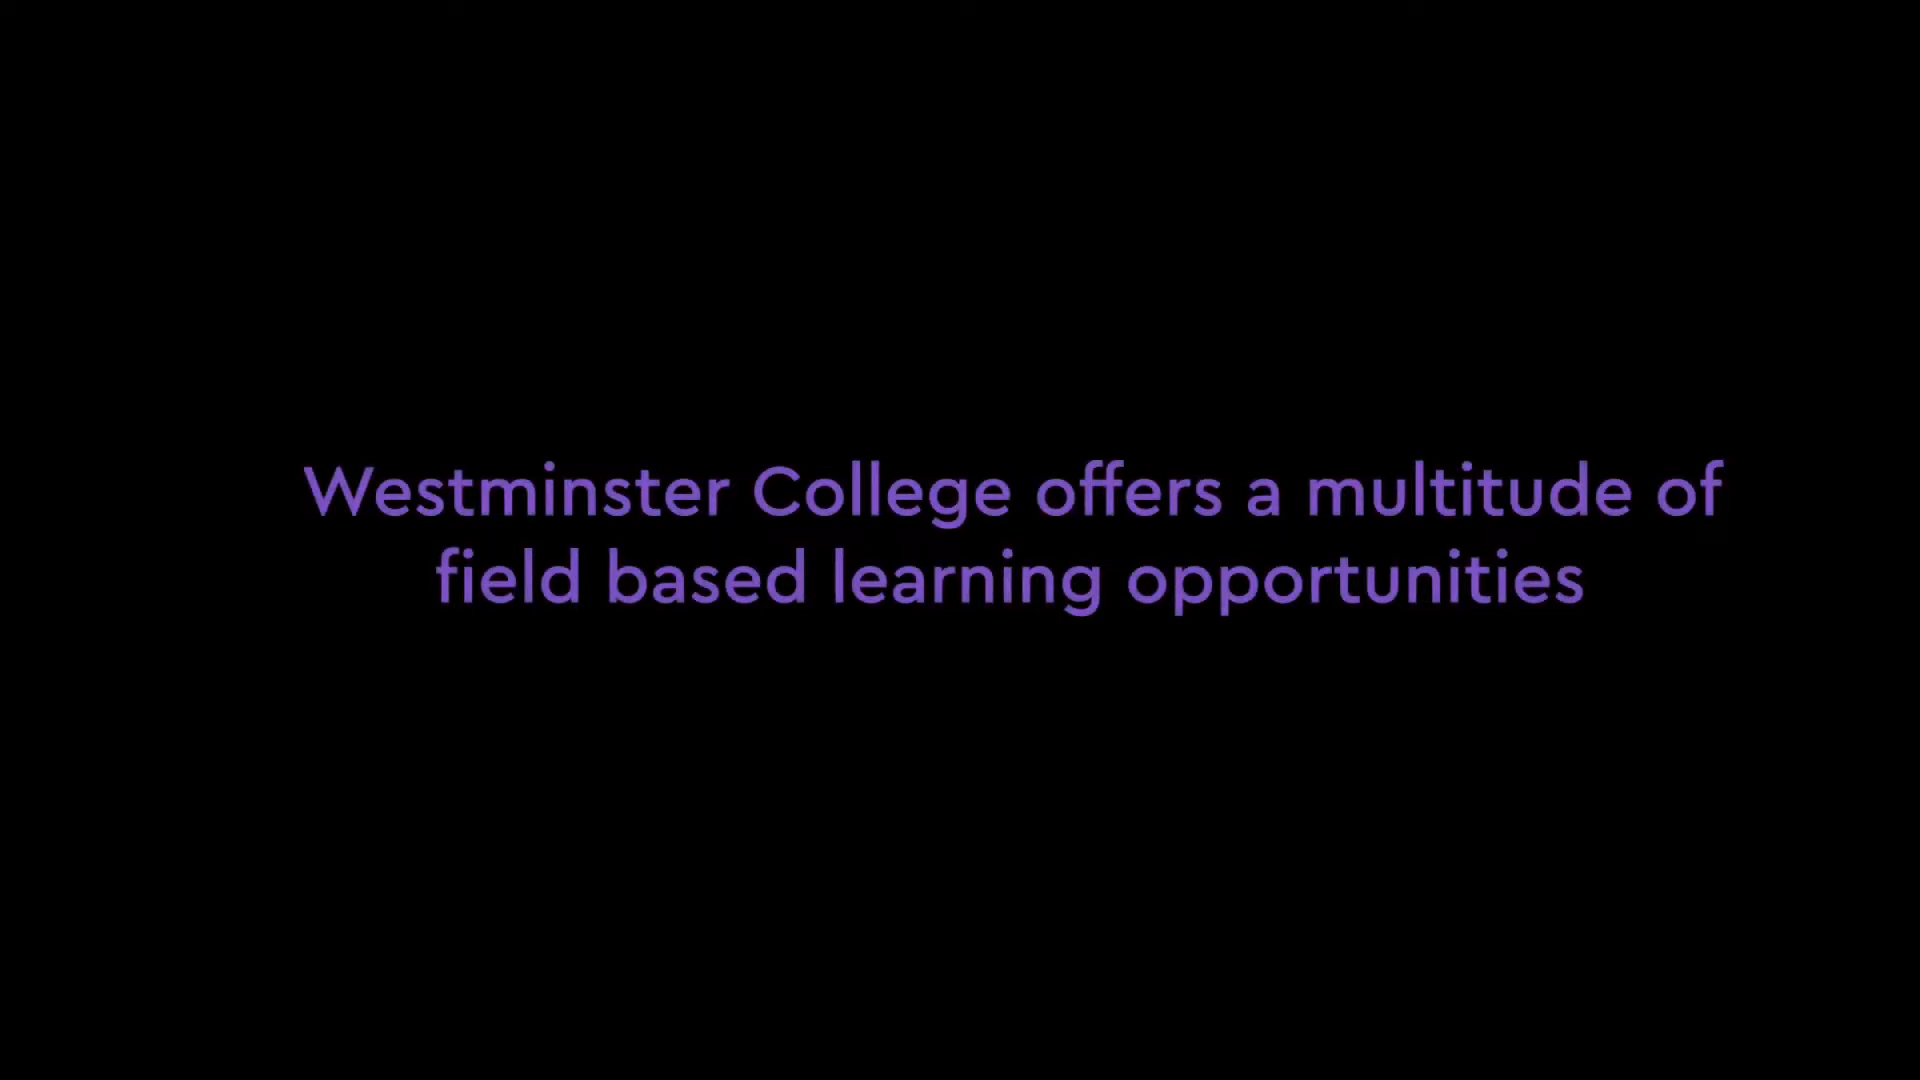 Westminster College offers a multitude of
field based learning opportunities